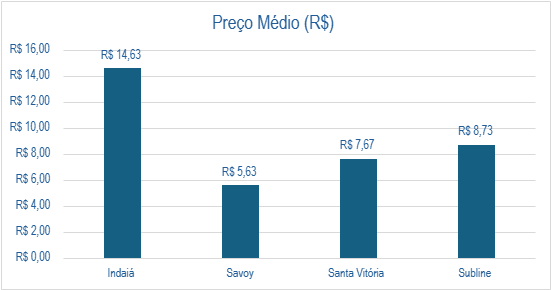 Preço Médio (R$)
R$ 16,00
R$ 14,00
R$ 12,00
R$ 10,00
R$ 8,00
R$ 6,00
R$ 4,00
R$ 2,00
R$ 0,00
R$ 14,63
R$ 5,63
R$ 7,67
R$ 8,73
Indaiá
Savoy
Santa Vitória
Subline